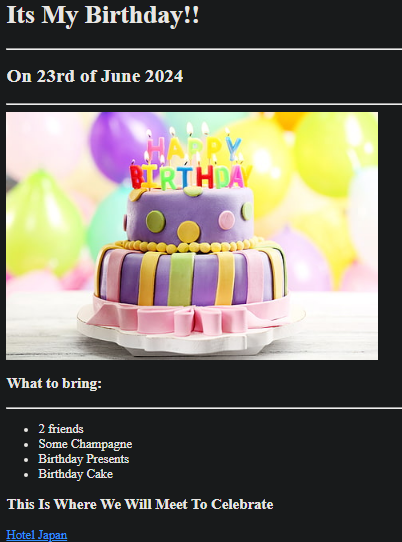 Its My Birthday!!
On 23rd of June 2024
HAPPY
BIRTHDAY
What to bring:
2 friends
Some Champagne
Birthday Presents
Birthday Cake
This Is Where We Will Meet To Celebrate
Hotel Japan